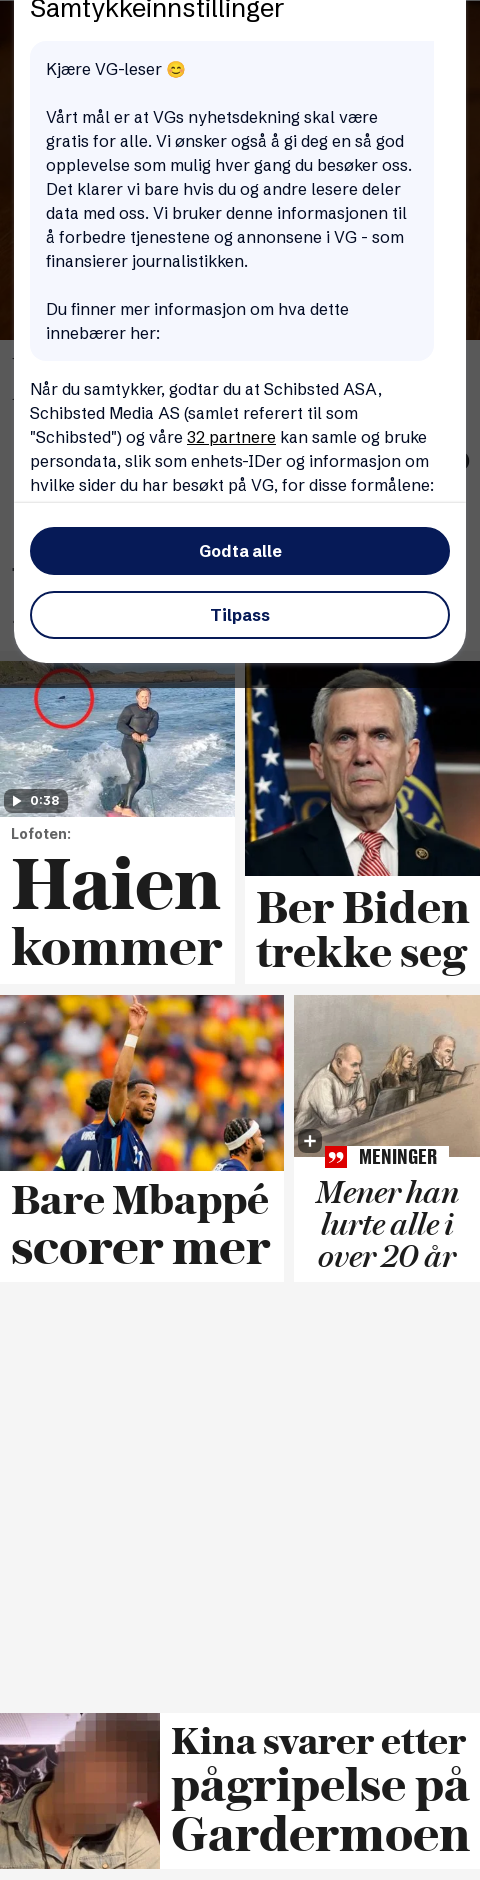 Samtykkeinnstillinger
Kjære VG-leser 😊
Vårt mål er at VGs nyhetsdekning skal være
gratis for alle. Vi ønsker også å gi deg en så god
opplevelse som mulig hver gang du besøker oss.
Det klarer vi bare hvis du og andre lesere deler
data med oss. Vi bruker denne informasjonen til
å forbedre tjenestene og annonsene i VG - som
finansierer journalistikken.
Du finner mer informasjon om hva dette
innebærer her:
Når du samtykker, godtar du at Schibsted ASA,
Schibsted Media AS (samlet referert til som
"Schibsted") og våre 32 partnere kan samle og bruke
persondata, slik som enhets-IDer og informasjon om
hvilke sider du har besøkt på VG, for disse formålene:
Godta alle
Tilpass
0:38
Lofoten:
Haien
kommer
Ber Biden
trekke seg
Bare Mbappé
scorer mer
MENINGER
Mener han
lurte alle i
over 20 år
Kina svarer etter
pågripelse på
Gardermoen